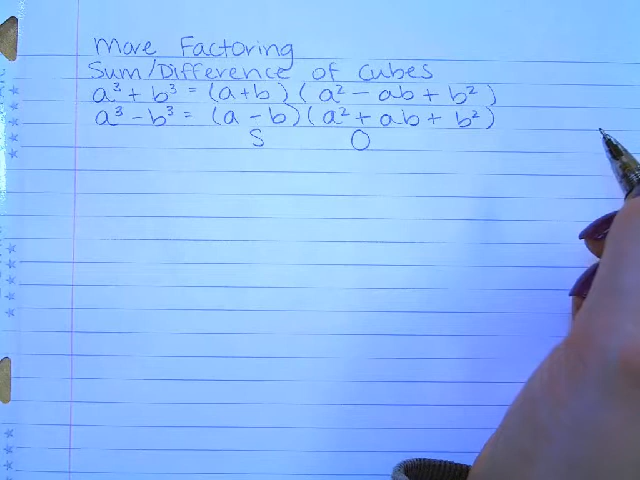 More Factoring
Sum/Difference of Cubes
a³ + b³ = (a+b) (a² - ab + b²)
a³ - b³ = (a - b) (a² + ab + b²)
S O